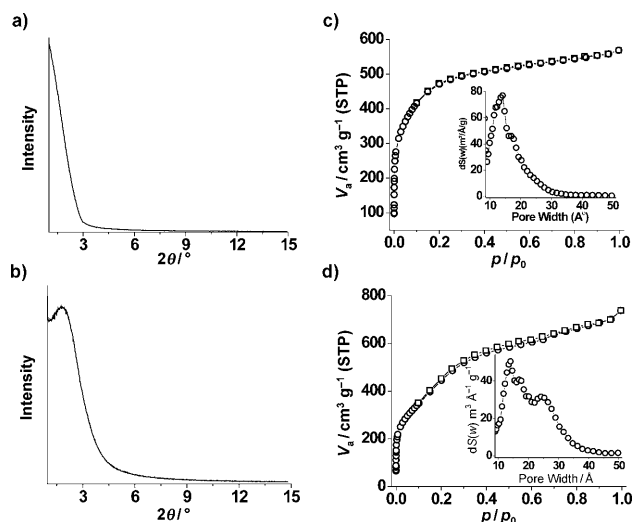 a)
Intensity
3 6 9 12 15
2θ/°
b)
Intensity
3 6 9 12 15
2θ/°
c)
Va / cm³ g⁻¹ (STP)
600
500
400
300
200
100
0.0 0.2 0.4 0.6 0.8 1.0
p / p₀
dS(w)(m²/Å/g)
80
60
40
20
0
10 20 30 40 50
Pore Width (Å)
d)
Va / cm³ g⁻¹ (STP)
800
600
400
200
0
0.0 0.2 0.4 0.6 0.8 1.0
p / p₀
dS(w) m³ Å⁻¹ g⁻¹
40
20
0
10 20 30 40 50
Pore Width / Å